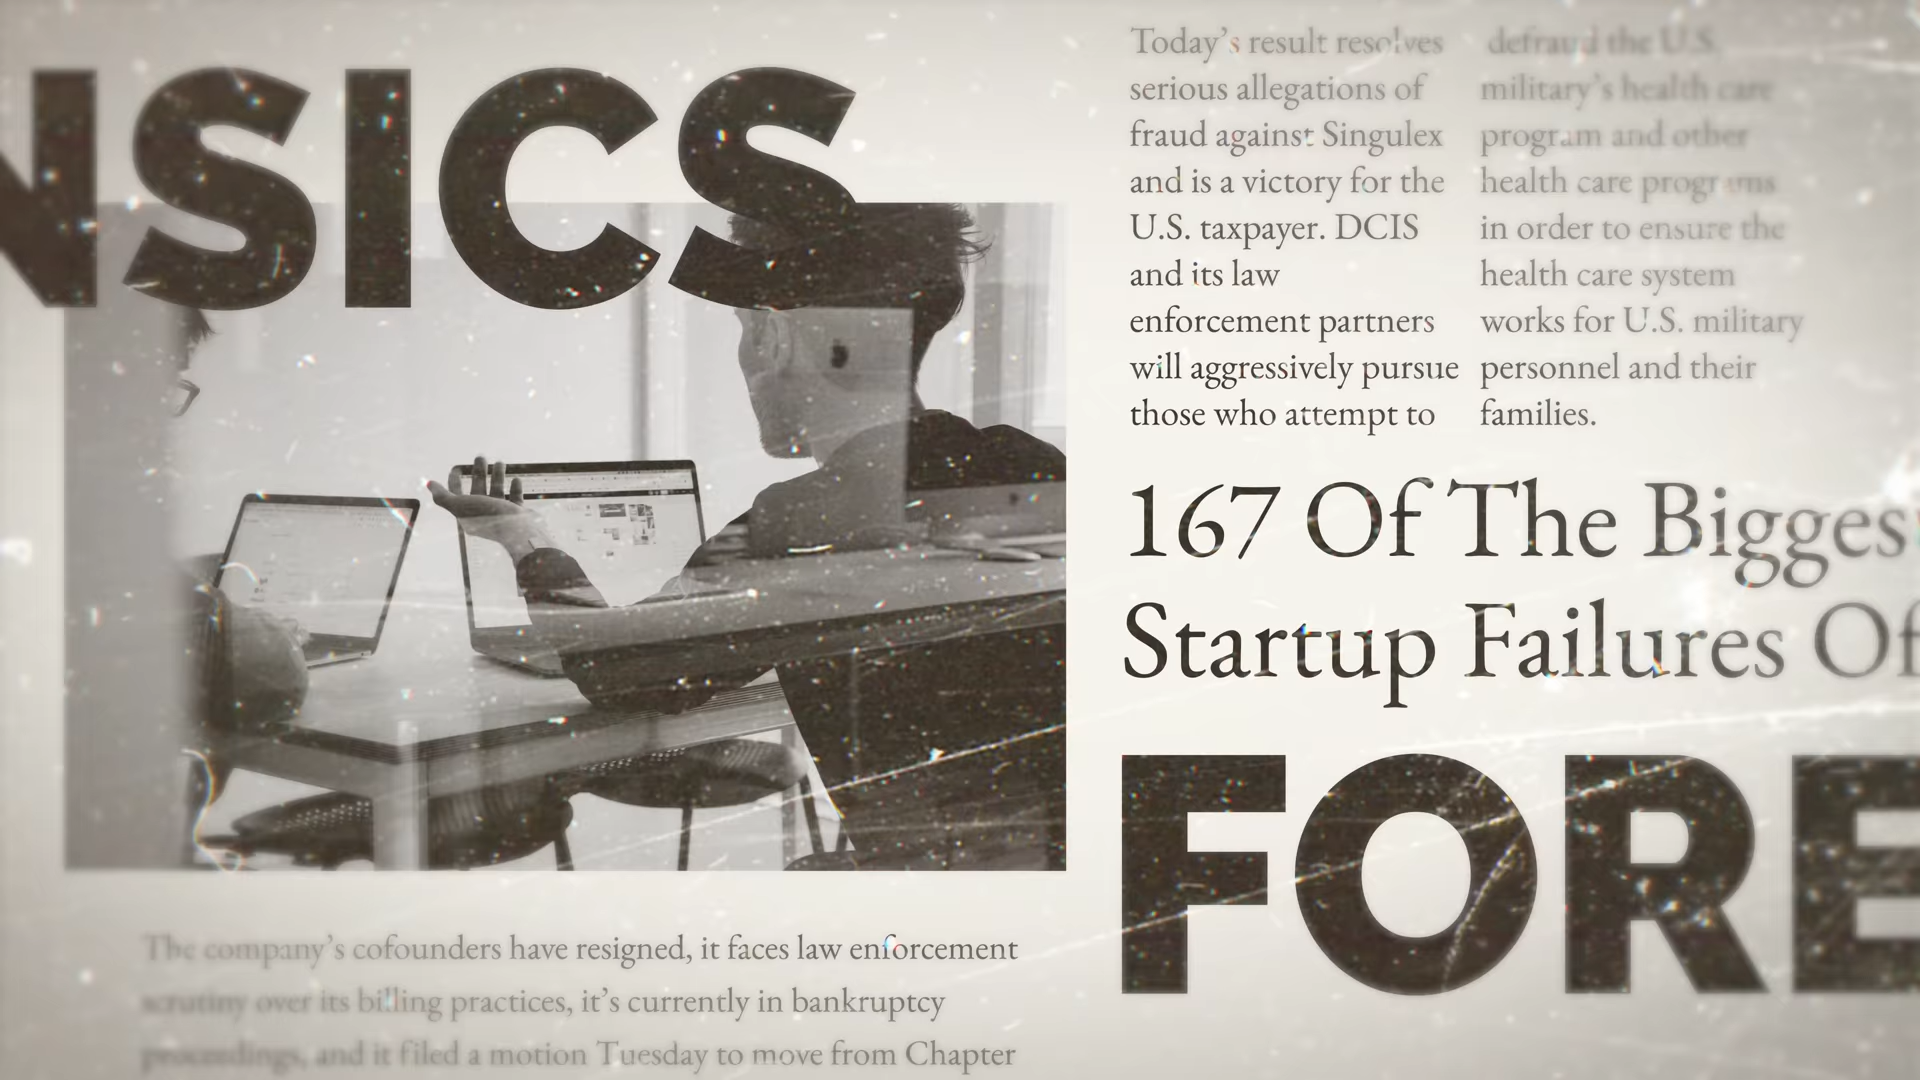 NSICS
Today’s result resolves
serious allegations of
fraud against Singulex
and is a victory for the
U.S. taxpayer. DCIS
and its law
enforcement partners
will aggressively pursue
those who attempt to
defraud the U.S.
military’s health care
program and other
health care programs
in order to ensure the
health care system
works for U.S. military
personnel and their
families.
167 Of The Bigges
Startup Failures Of
FORE
The company’s cofounders have resigned, it faces law enforcement
scrutiny over its billing practices, it’s currently in bankruptcy
proceedings, and it filed a motion Tuesday to move from Chapter